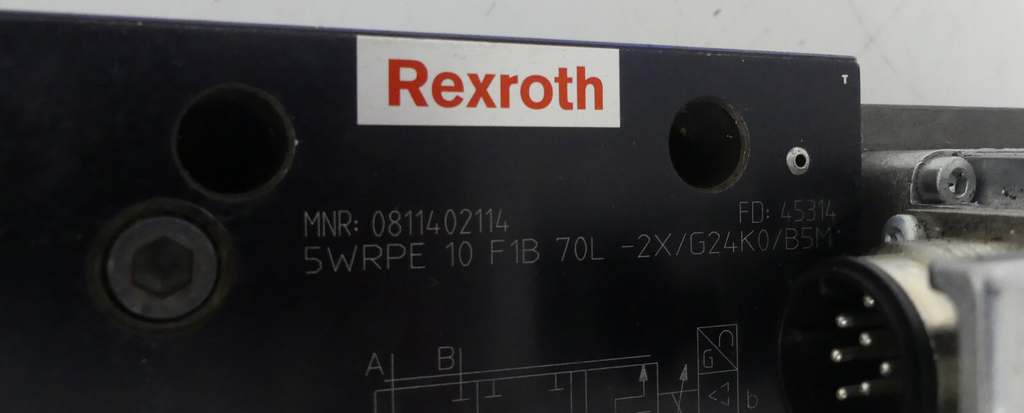 Rexroth
T
MNR: 0811402114
FD: 45314
5WRPE 10 F1B 70L -2X/G24K0/B5M
A B
G
b